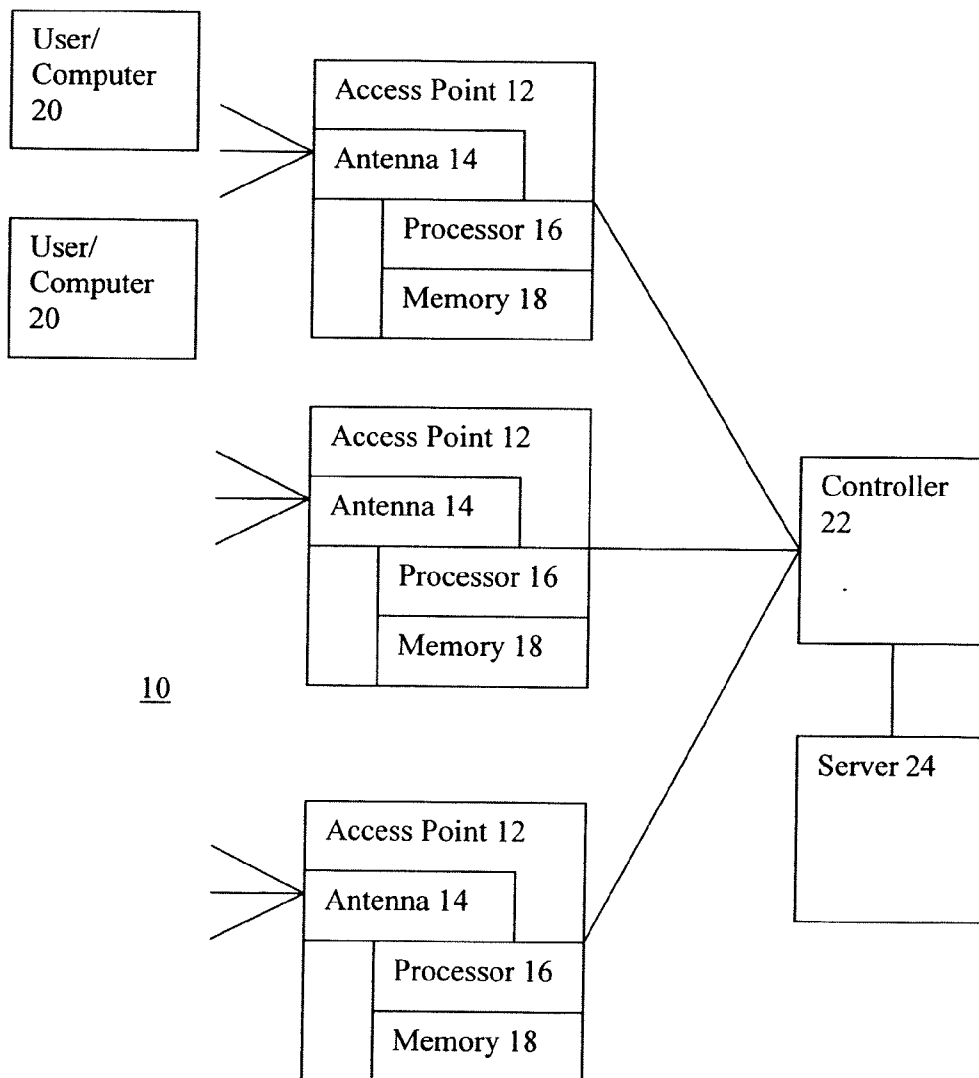 User/
Computer
20
User/
Computer
20
Access Point 12
Antenna 14
Processor 16
Memory 18
Access Point 12
Antenna 14
Processor 16
Memory 18
10
Access Point 12
Antenna 14
Processor 16
Memory 18
Controller
22
Server 24